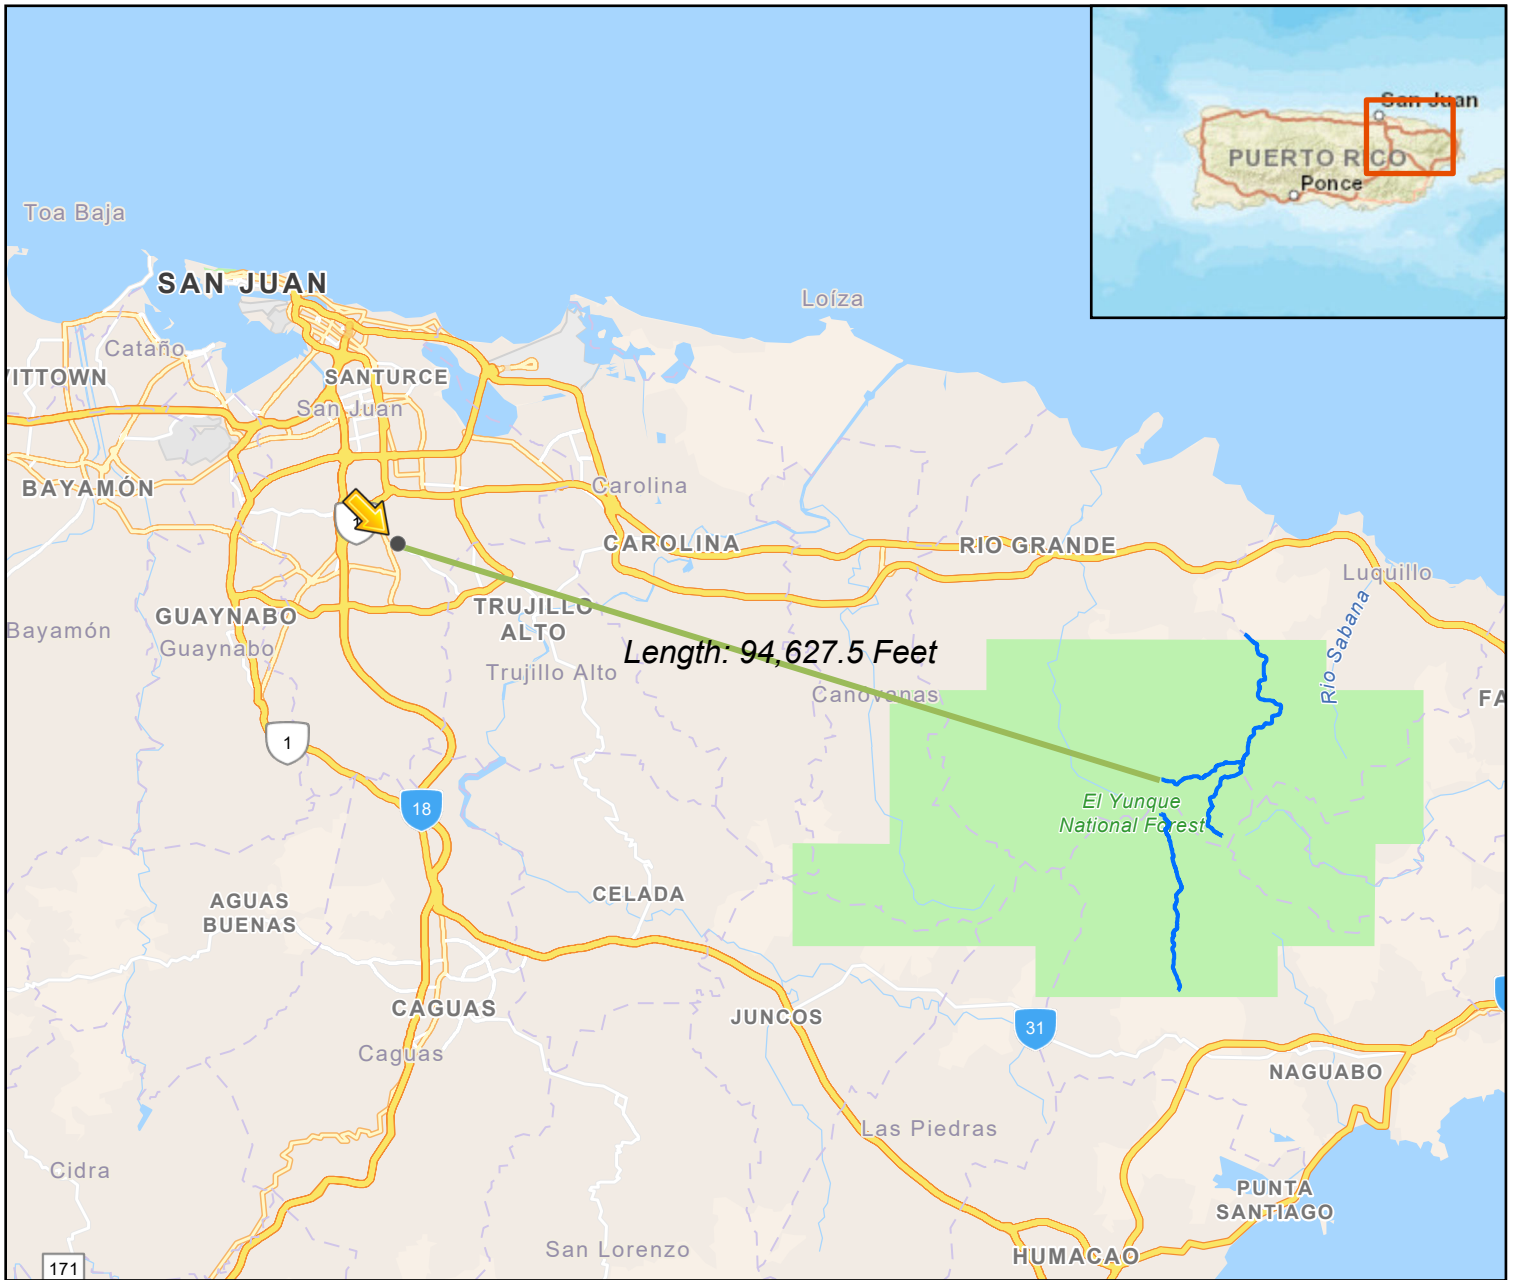 San Juan
PUERTO RICO
Ponce
Toa Baja
SAN JUAN
Loíza
Cataño
VITTOWN
SANTURCE
San Juan
BAYAMÓN
Carolina
CAROLINA
RIO GRANDE
Luquillo
TRUJILLO
ALTO
GUAYNABO
Bayamón
Guaynabo
Length: 94,627.5 Feet
Trujillo Alto
Canovanas
Rio Sabana
FA
1
18
El Yunque
National Forest
CELADA
AGUAS
BUENAS
CAGUAS
JUNCOS
31
Caguas
NAGUABO
Las Piedras
Cidra
PUNTA
SANTIAGO
San Lorenzo
HUMACAO
171